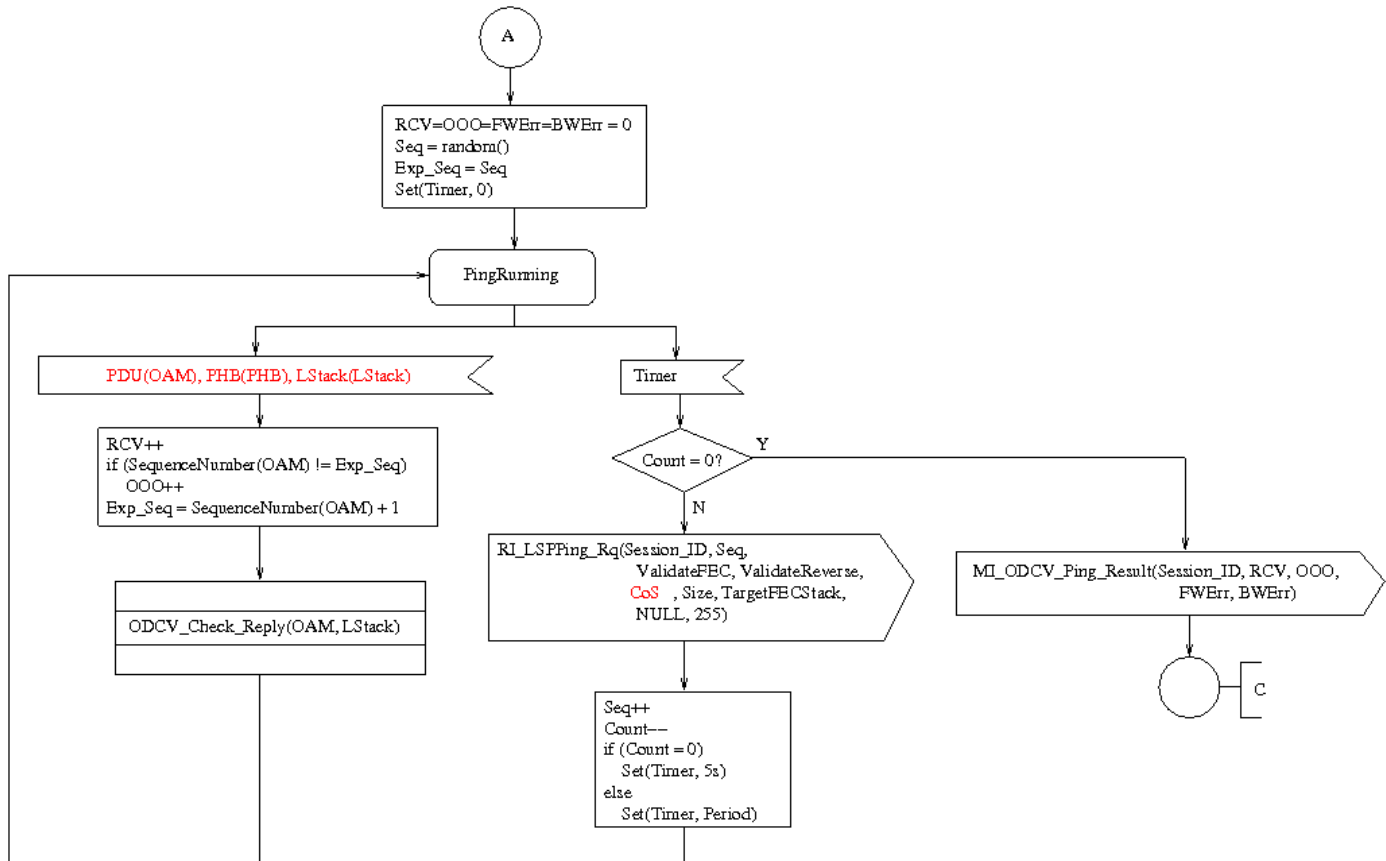 A
RCV=OOO=FWErr=BWErr = 0
Seq = random()
Exp_Seq = Seq
Set(Timer, 0)
PingRunning
PDU(OAM), PHB(PHB), LStack(LStack)
Timer
RCV++
if (SequenceNumber(OAM) != Exp_Seq)
OOO++
Exp_Seq = SequenceNumber(OAM) + 1
Count = 0?
Y
N
ODCV_Check_Reply(OAM, LStack)
RI_LSPPing_Rq(Session_ID, Seq,
ValidateFEC, ValidateReverse,
CoS , Size, TargetFECStack,
NULL, 255)
MI_ODCV_Ping_Result(Session_ID, RCV, OOO,
FWErr, BWErr)
C
Seq++
Count--
if (Count = 0)
Set(Timer, 5s)
else
Set(Timer, Period)